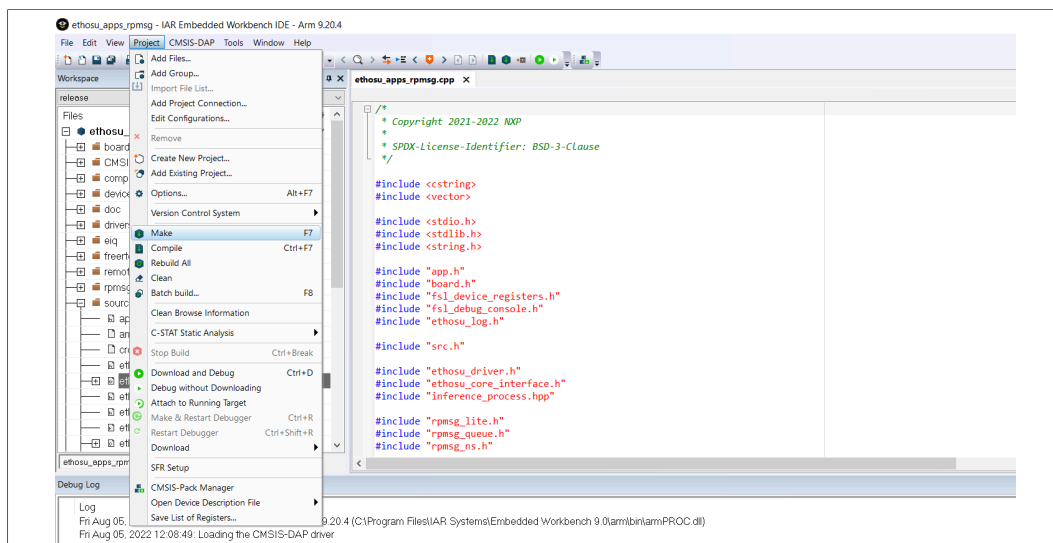 ethosu_apps_rpmsg - IAR Embedded Workbench IDE - Arm 9.20.4
File Edit View Project CMSIS-DAP Tools Window Help
Workspace
release
Files
ethosu_
board
CMSI
comp
device
doc
drivers
eiq
freerto
remot
rpmsg
sourc
ap
an
cro
et
et
et
et
et
et
ethosu_apps_rpm
Add Files...
Add Group...
Import File List...
Add Project Connection...
Edit Configurations...
Remove
Create New Project...
Add Existing Project...
Options... Alt+F7
Version Control System
Make F7
Compile Ctrl+F7
Rebuild All
Clean
Batch build... F8
Clean Browse Information
C-STAT Static Analysis
Stop Build Ctrl+Break
Download and Debug Ctrl+D
Debug without Downloading
Attach to Running Target
Make & Restart Debugger Ctrl+R
Restart Debugger Ctrl+Shift+R
Download
SFR Setup
CMSIS-Pack Manager
Open Device Description File
Save List of Registers...
ethosu_apps_rpmsg.cpp
/*
* Copyright 2021-2022 NXP
*
* SPDX-License-Identifier: BSD-3-Clause
*/
#include <cstring>
#include <vector>
#include <stdio.h>
#include <stdlib.h>
#include <string.h>
#include "app.h"
#include "board.h"
#include "fsl_device_registers.h"
#include "fsl_debug_console.h"
#include "ethosu_log.h"
#include "src.h"
#include "ethosu_driver.h"
#include "ethosu_core_interface.h"
#include "inference_process.hpp"
#include "rpmsg_lite.h"
#include "rpmsg_queue.h"
#include "rpmsg_ns.h"
Debug Log
Log
Fri Aug 05, 9.20.4 (C:\Program Files\IAR Systems\Embedded Workbench 9.0\arm\bin\armPROC.dll)
Fri Aug 05, 2022 12:08:49: Loading the CMSIS-DAP driver